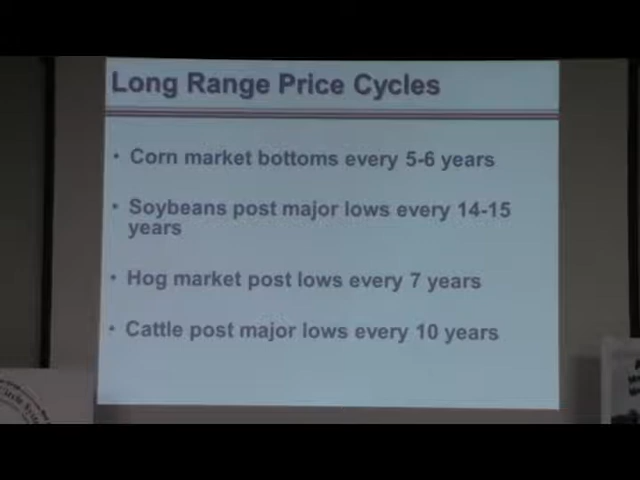 Long Range Price Cycles
• Corn market bottoms every 5-6 years
• Soybeans post major lows every 14-15
years
• Hog market post lows every 7 years
• Cattle post major lows every 10 years